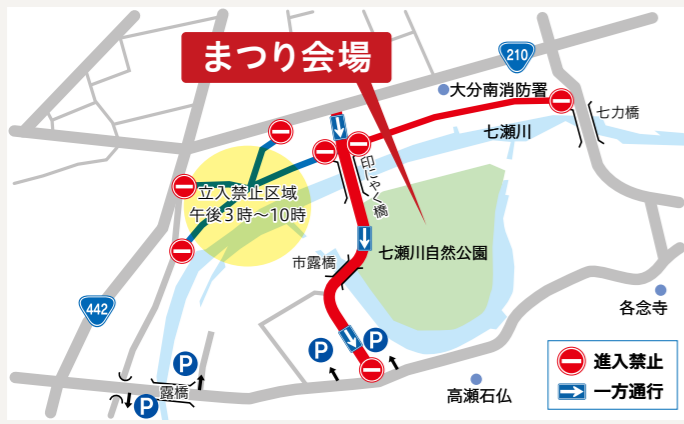 まつり会場
210
大分南消防署
七力橋
七瀬川
印にゃく橋
立入禁止区域
午後3時～10時
七瀬川自然公園
市露橋
442
各念寺
P
P
P
P
露橋
高瀬石仏
進入禁止
一方通行